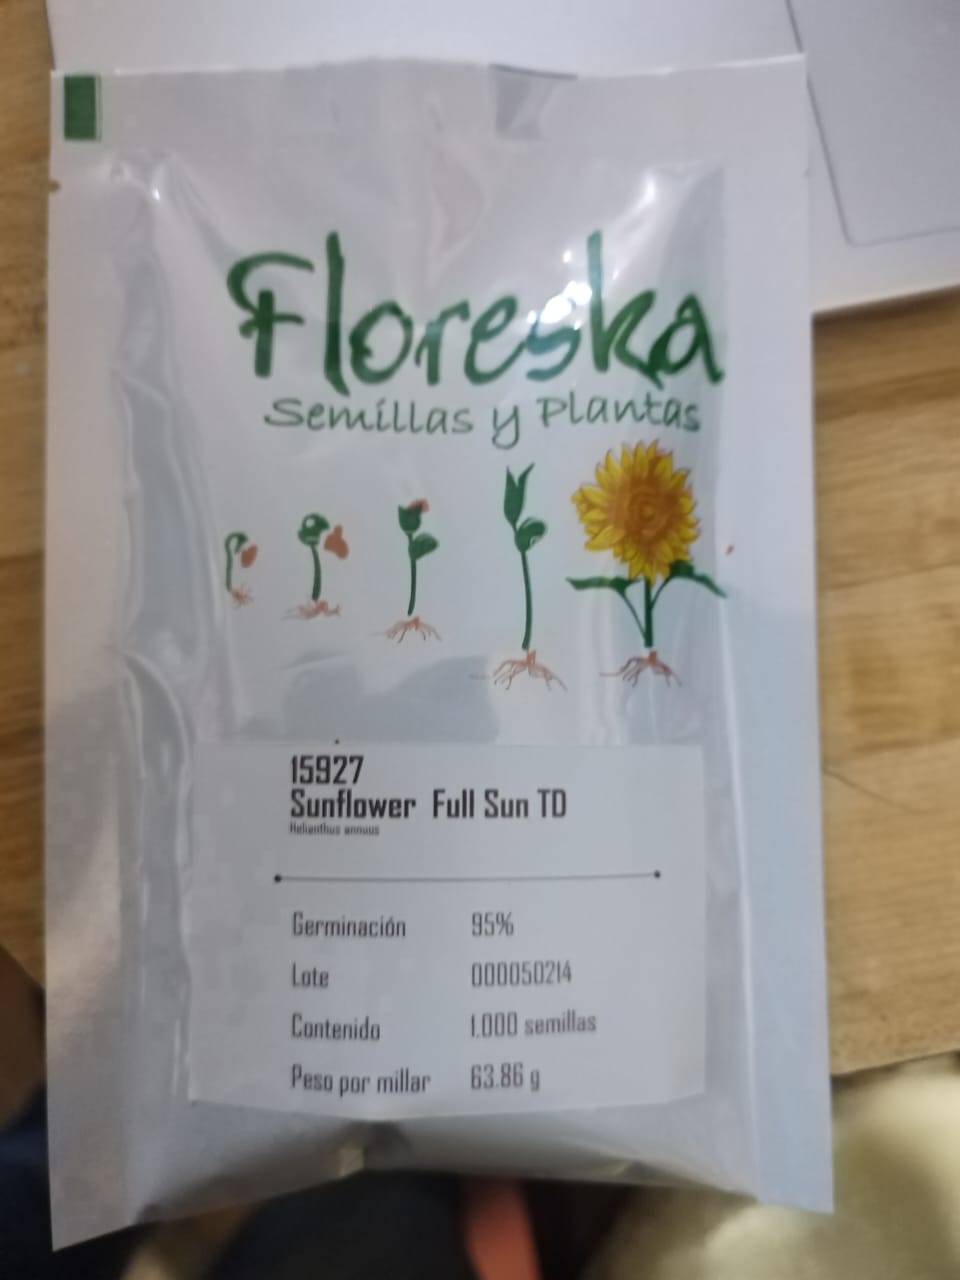 Floreska
Semillas y Plantas
15927
Sunflower Full Sun TD
Helianthus annuus
Germinación 95%
Lote 000050214
Contenido 1.000 semillas
Peso por millar 63.86 g